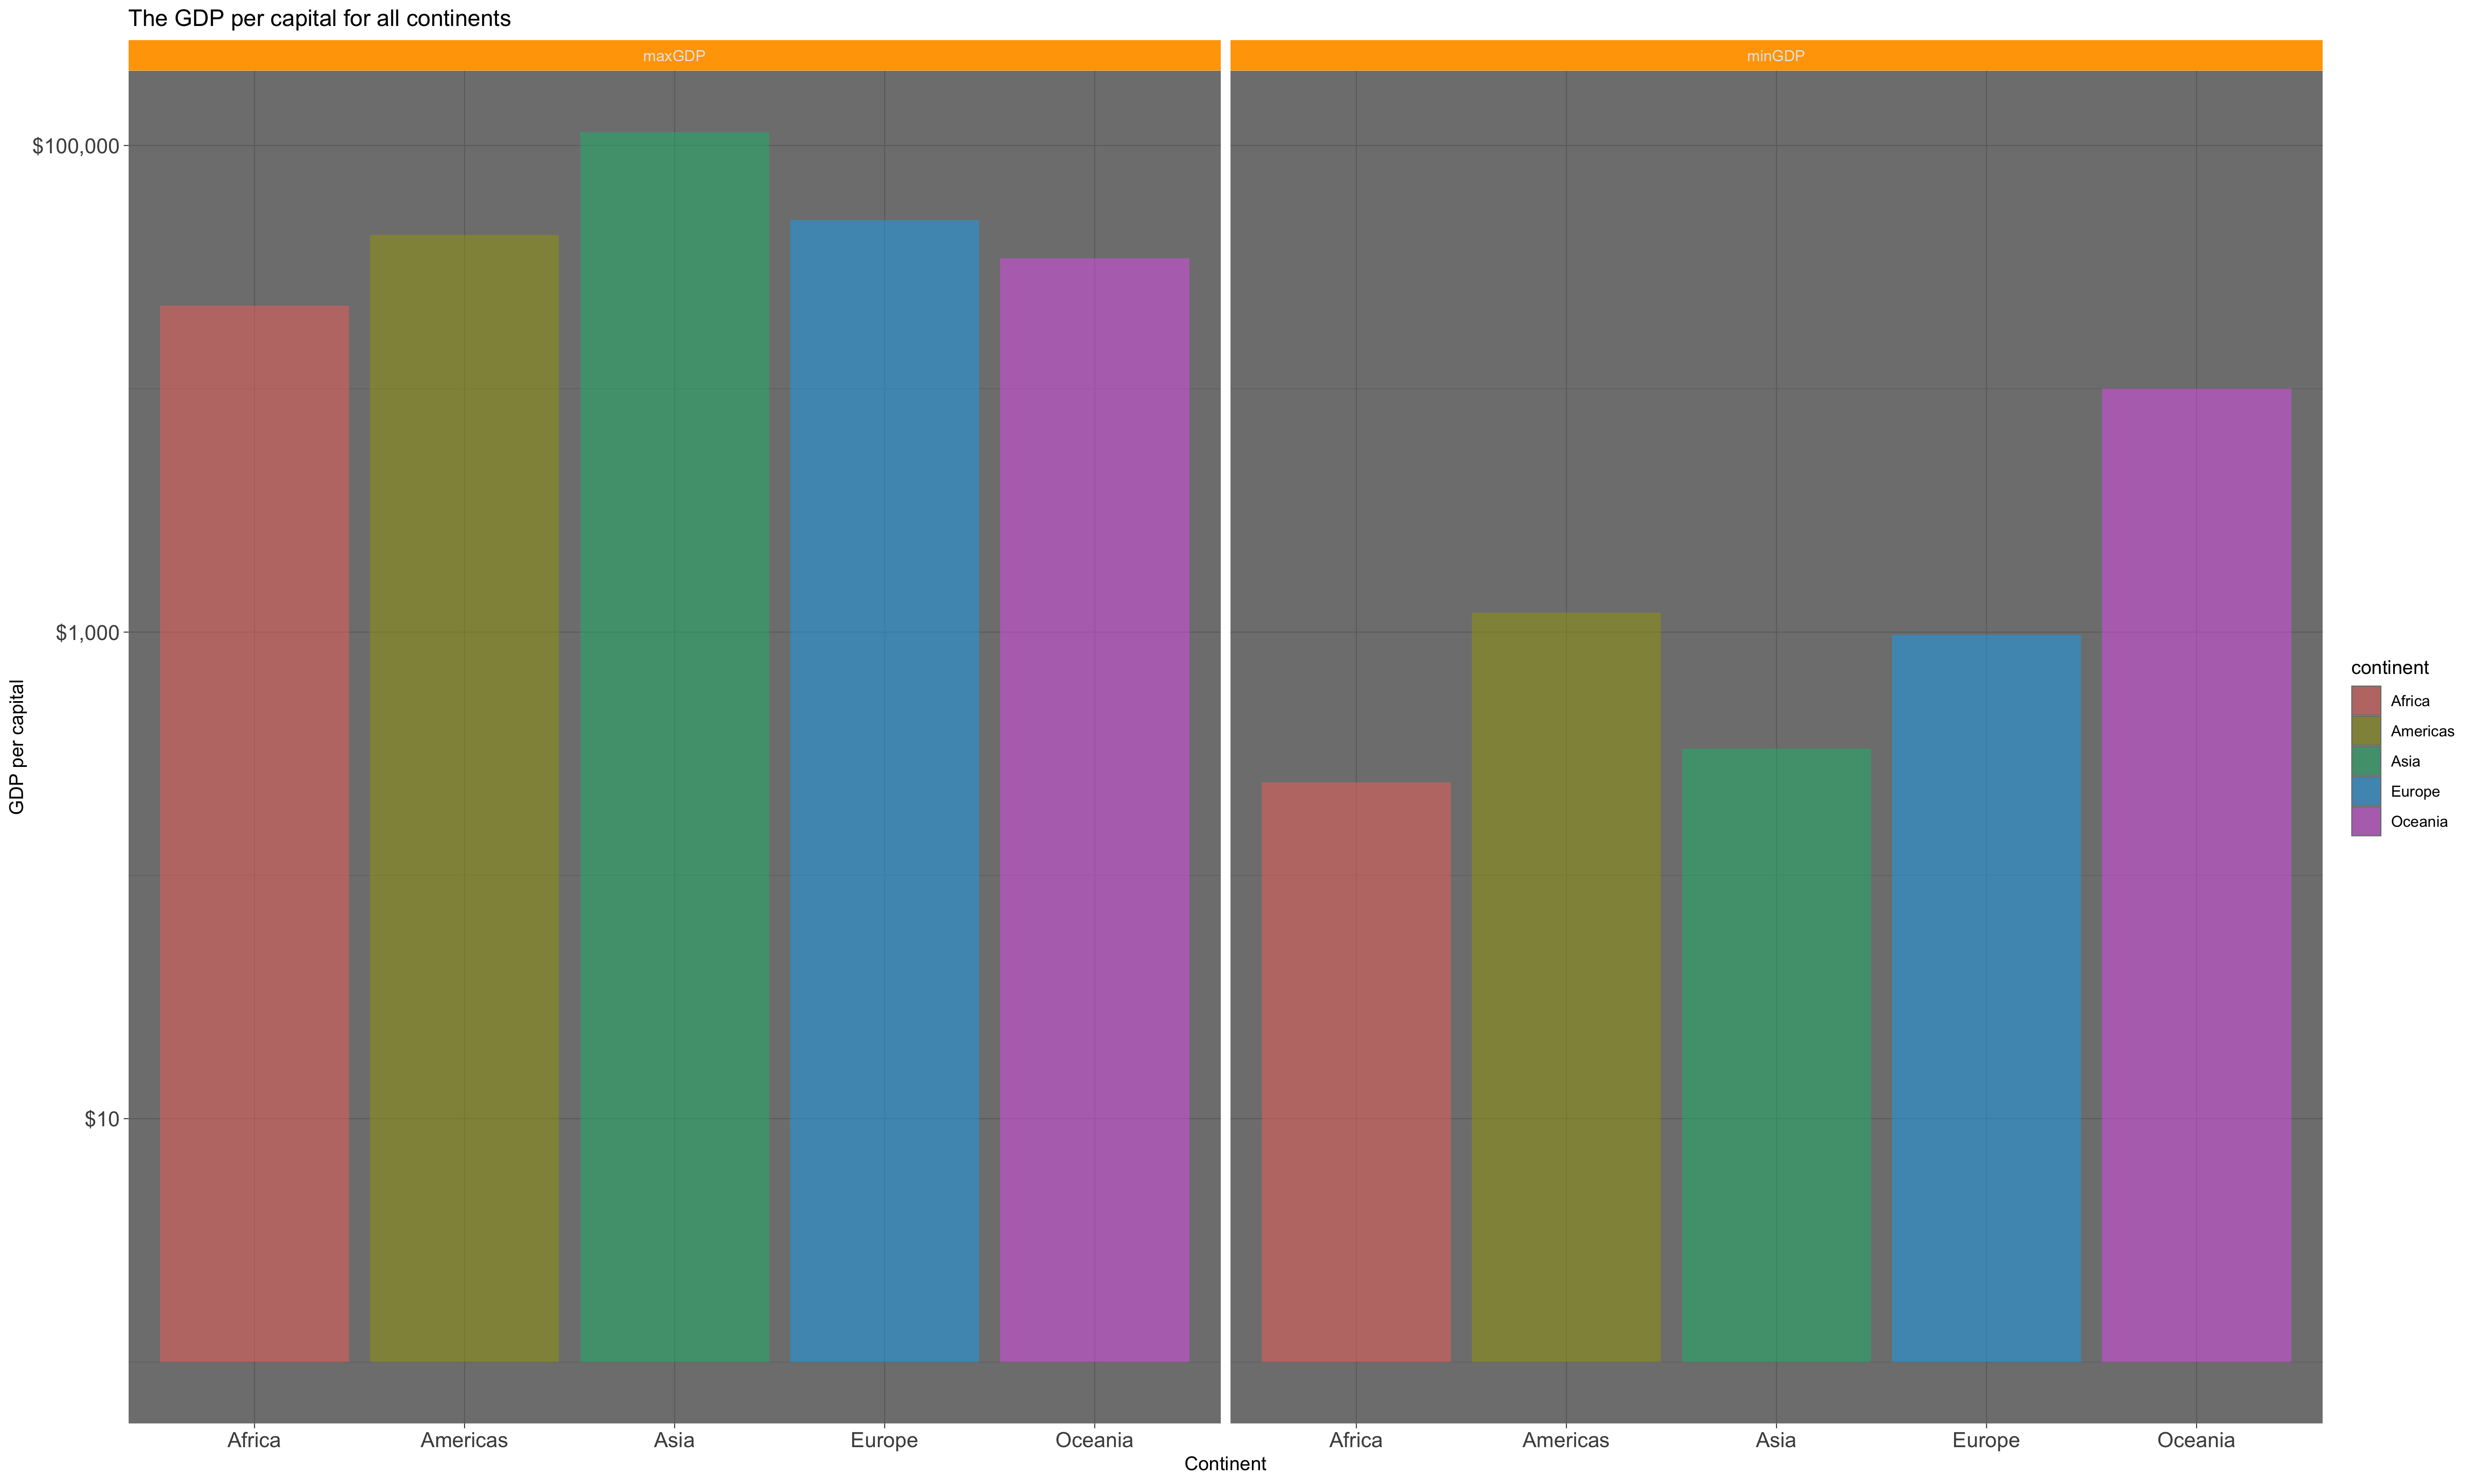 The GDP per capital for all continents
maxGDP
minGDP
$100,000
$1,000
$10
GDP per capital
Africa
Americas
Asia
Europe
Oceania
Africa
Americas
Asia
Europe
Oceania
Continent
continent
Africa
Americas
Asia
Europe
Oceania